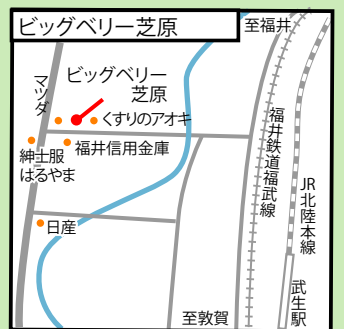 ビッグベリー芝原
至福井
マツダ
ビッグベリー
芝原
くすりのアオキ
福井信用金庫
紳士服
はるやま
福井鉄道福武線
JR北陸本線
日産
武生駅
至敦賀